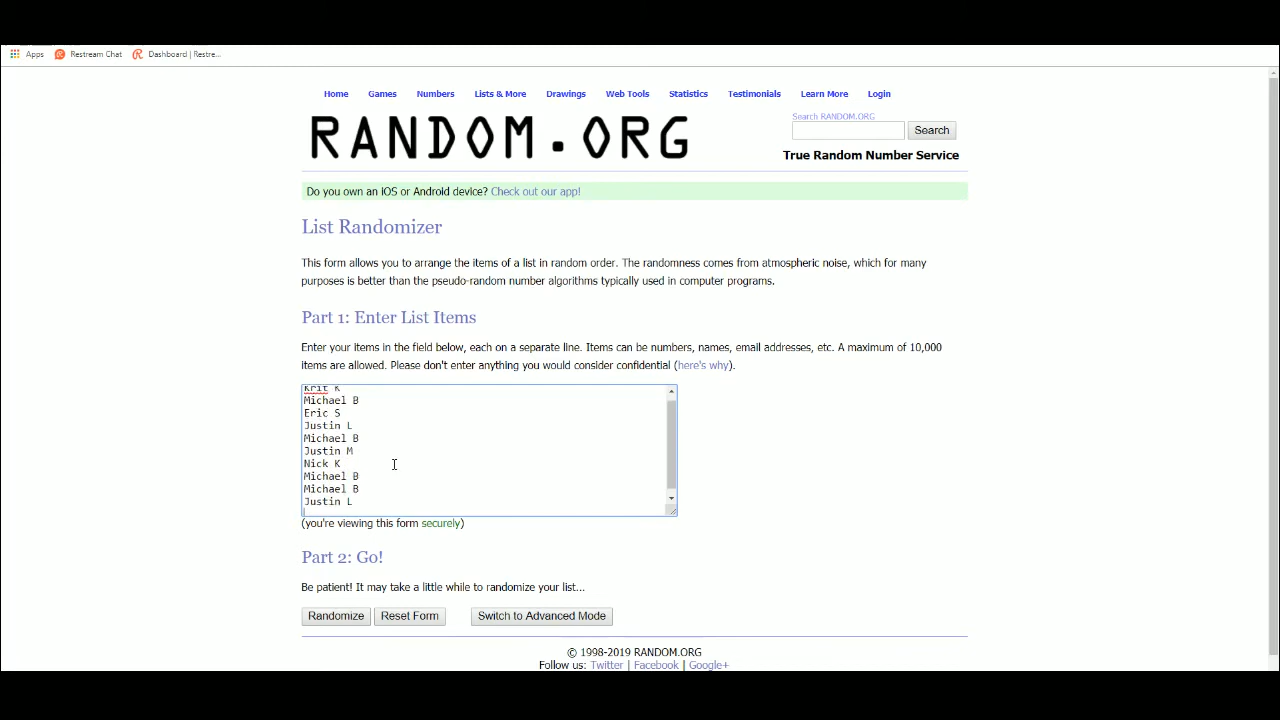 Apps Restream Chat Dashboard | Restre...
Home Games Numbers Lists & More Drawings Web Tools Statistics Testimonials Learn More Login
RANDOM.ORG
Search RANDOM.ORG
Search
True Random Number Service
Do you own an iOS or Android device? Check out our app!
List Randomizer
This form allows you to arrange the items of a list in random order. The randomness comes from atmospheric noise, which for many
purposes is better than the pseudo-random number algorithms typically used in computer programs.
Part 1: Enter List Items
Enter your items in the field below, each on a separate line. Items can be numbers, names, email addresses, etc. A maximum of 10,000
items are allowed. Please don't enter anything you would consider confidential (here's why).
Krit K
Michael B
Eric S
Justin L
Michael B
Justin M
Nick K
Michael B
Michael B
Justin L
(you're viewing this form securely)
Part 2: Go!
Be patient! It may take a little while to randomize your list...
Randomize Reset Form Switch to Advanced Mode
© 1998-2019 RANDOM.ORG
Follow us: Twitter | Facebook | Google+